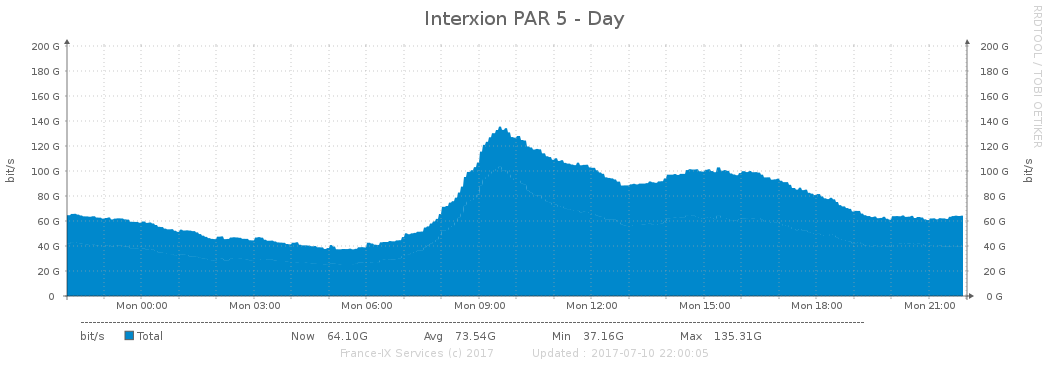 Interxion PAR 5 - Day
RRDTOOL / TOBI OETIKER
200 G 200 G
180 G 180 G
160 G 160 G
140 G 140 G
120 G 120 G
100 G 100 G
80 G 80 G
60 G 60 G
40 G 40 G
20 G 20 G
0 0 G
bit/s bit/s
Mon 00:00 Mon 03:00 Mon 06:00 Mon 09:00 Mon 12:00 Mon 15:00 Mon 18:00 Mon 21:00
bit/s Total Now 64.10G Avg 73.54G Min 37.16G Max 135.31G
France-IX Services (c) 2017 Updated : 2017-07-10 22:00:05